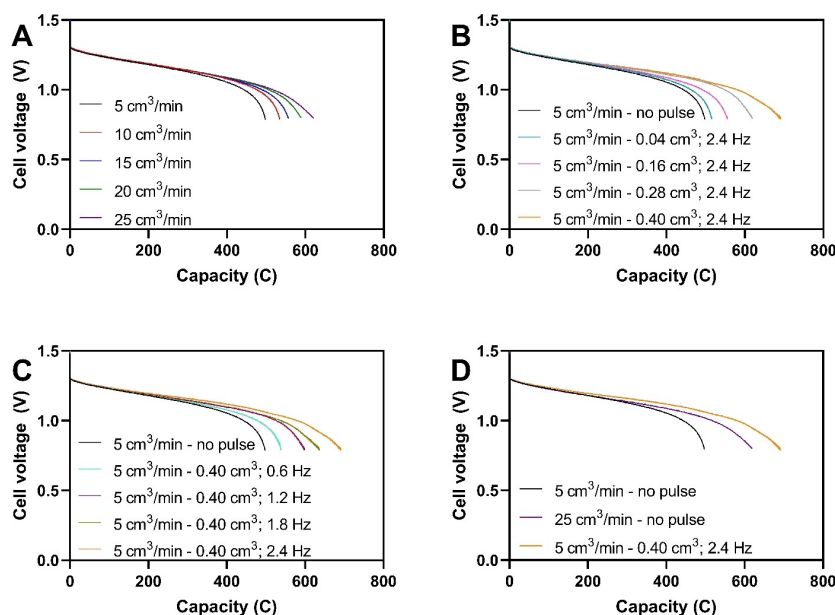 A
Cell voltage (V)
1.5
1.0
0.5
0.0
5 cm³/min
10 cm³/min
15 cm³/min
20 cm³/min
25 cm³/min
0 200 400 600 800
Capacity (C)
B
Cell voltage (V)
1.5
1.0
0.5
0.0
5 cm³/min - no pulse
5 cm³/min - 0.04 cm³; 2.4 Hz
5 cm³/min - 0.16 cm³; 2.4 Hz
5 cm³/min - 0.28 cm³; 2.4 Hz
5 cm³/min - 0.40 cm³; 2.4 Hz
0 200 400 600 800
Capacity (C)
C
Cell voltage (V)
1.5
1.0
0.5
0.0
5 cm³/min - no pulse
5 cm³/min - 0.40 cm³; 0.6 Hz
5 cm³/min - 0.40 cm³; 1.2 Hz
5 cm³/min - 0.40 cm³; 1.8 Hz
5 cm³/min - 0.40 cm³; 2.4 Hz
0 200 400 600 800
Capacity (C)
D
Cell voltage (V)
1.5
1.0
0.5
0.0
5 cm³/min - no pulse
25 cm³/min - no pulse
5 cm³/min - 0.40 cm³; 2.4 Hz
0 200 400 600 800
Capacity (C)